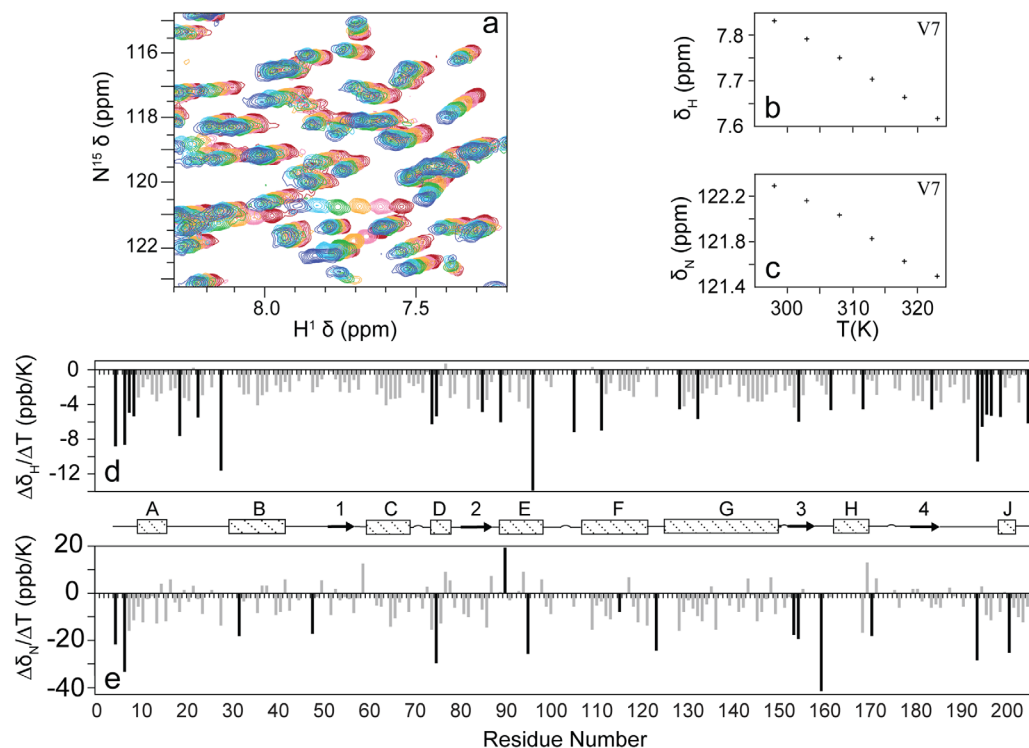 a
116
118
120
122
N¹⁵ δ (ppm)
8.0 7.5
H¹ δ (ppm)
7.8
7.7
7.6
δH (ppm)
V7
b
122.2
121.8
121.4
δN (ppm)
V7
c
300 310 320
T(K)
0
-4
-8
-12
ΔδH/ΔT (ppb/K)
d
A B 1 C D 2 E F G 3 H 4 J
20
0
-20
-40
ΔδN/ΔT (ppb/K)
e
0 10 20 30 40 50 60 70 80 90 100 110 120 130 140 150 160 170 180 190 200
Residue Number